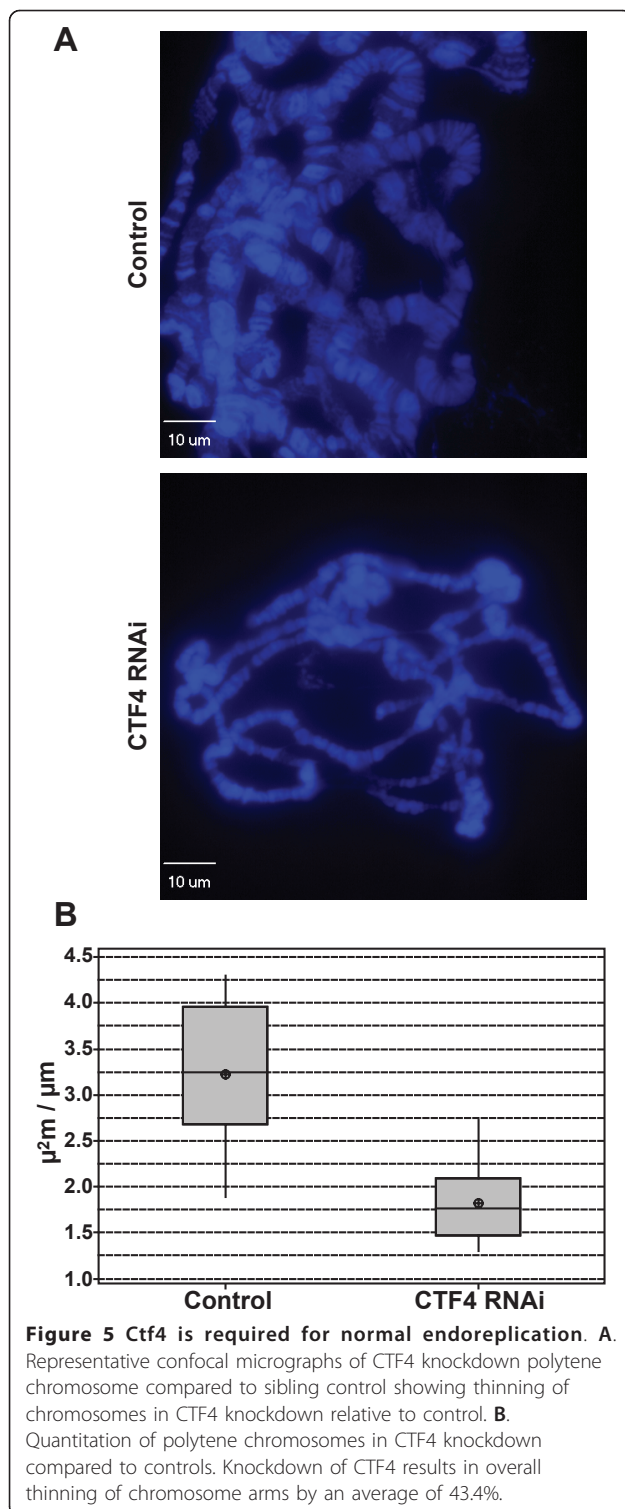 A
Control
10 um
CTF4 RNAi
10 um
B
µ²m / µm
4.5
4.0
3.5
3.0
2.5
2.0
1.5
1.0
Control CTF4 RNAi
Figure 5 Ctf4 is required for normal endoreplication. A.
Representative confocal micrographs of CTF4 knockdown polytene
chromosome compared to sibling control showing thinning of
chromosomes in CTF4 knockdown relative to control. B.
Quantitation of polytene chromosomes in CTF4 knockdown
compared to controls. Knockdown of CTF4 results in overall
thinning of chromosome arms by an average of 43.4%.